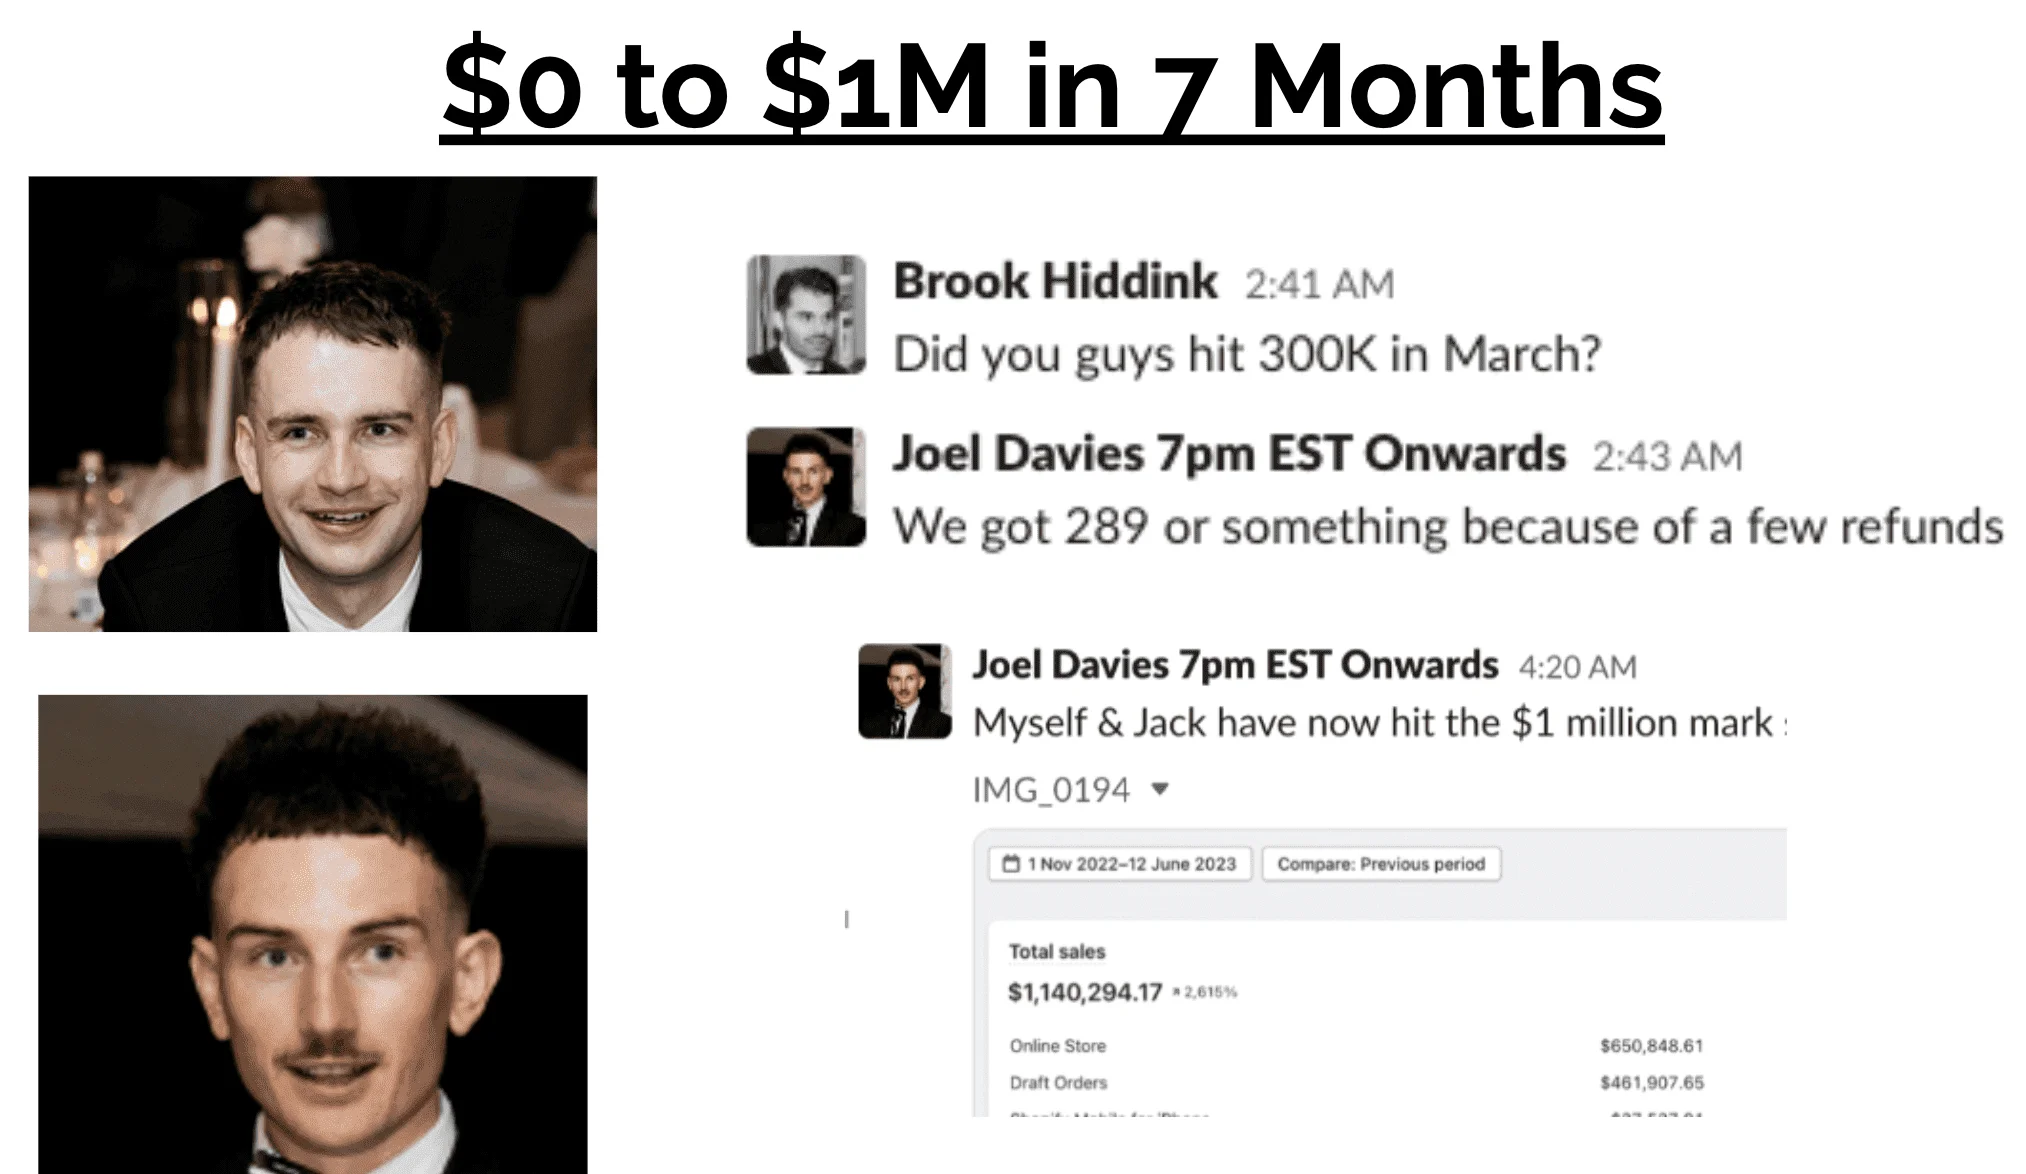 $0 to $1M in 7 Months
Brook Hiddink 2:41 AM
Did you guys hit 300K in March?
Joel Davies 7pm EST Onwards 2:43 AM
We got 289 or something because of a few refunds
Joel Davies 7pm EST Onwards 4:20 AM
Myself & Jack have now hit the $1 million mark
IMG_0194
1 Nov 2022–12 June 2023 Compare: Previous period
Total sales
$1,140,294.17 2,615%
Online Store $650,848.61
Draft Orders $461,907.65